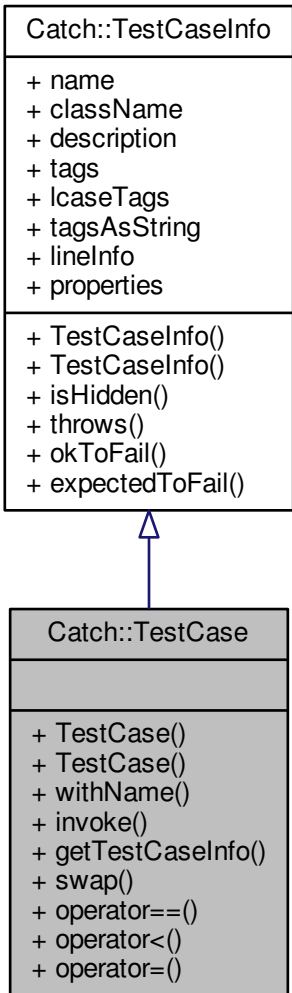 Catch::TestCaseInfo
+ name
+ className
+ description
+ tags
+ lcaseTags
+ tagsAsString
+ lineInfo
+ properties
+ TestCaseInfo()
+ TestCaseInfo()
+ isHidden()
+ throws()
+ okToFail()
+ expectedToFail()
Catch::TestCase
+ TestCase()
+ TestCase()
+ withName()
+ invoke()
+ getTestCaseInfo()
+ swap()
+ operator==()
+ operator<()
+ operator=()